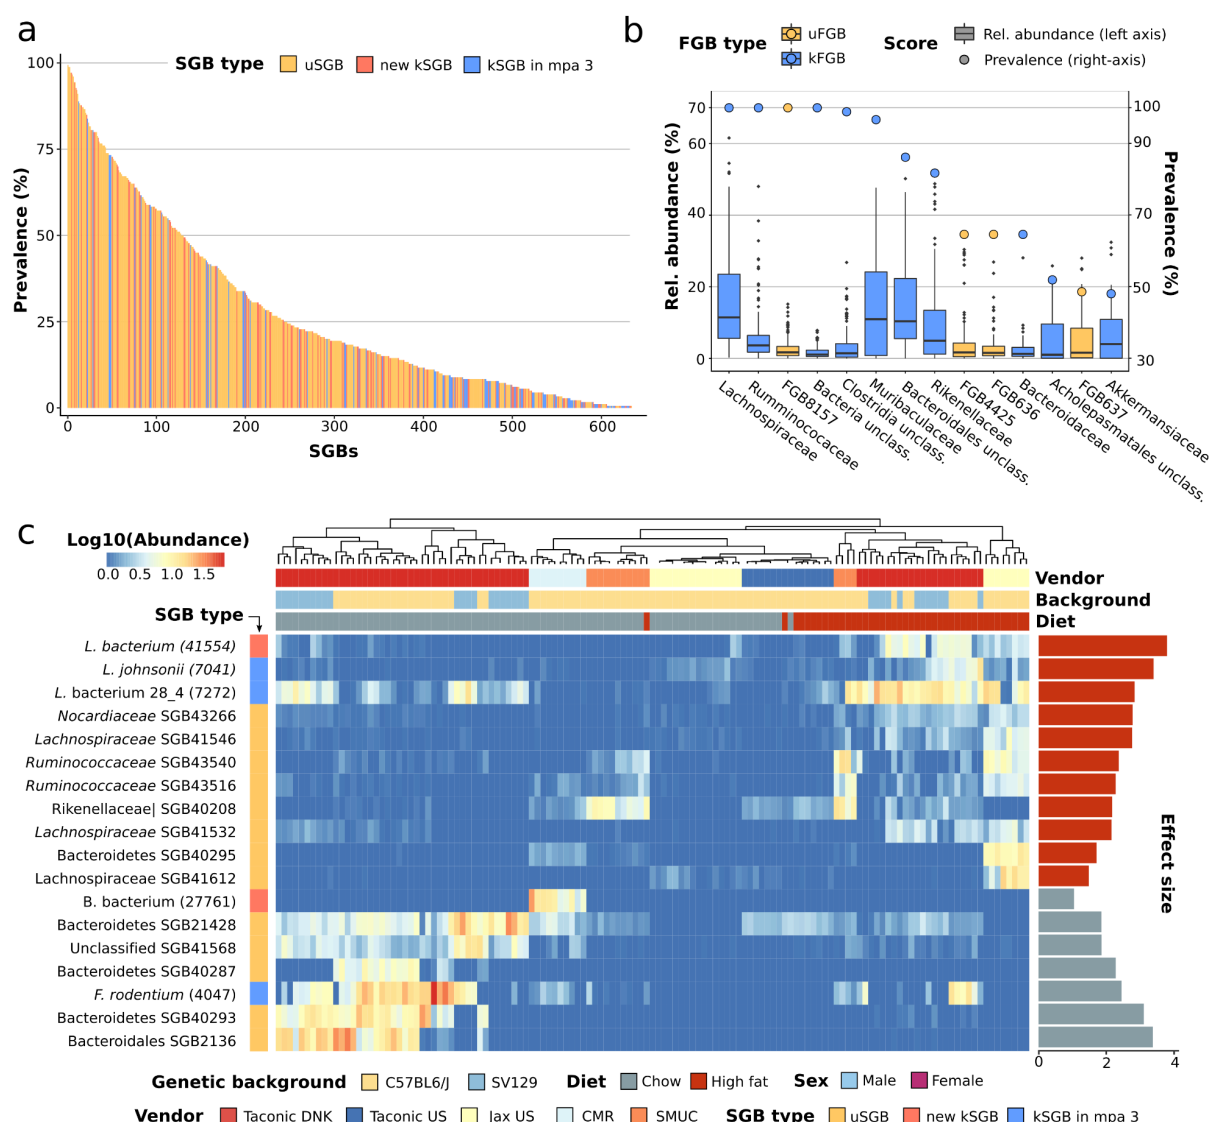 a
SGB type uSGB new kSGB kSGB in mpa 3
Prevalence (%)
100
75
50
25
0
0 100 200 300 400 500 600
SGBs
b
FGB type uFGB kFGB
Score Rel. abundance (left axis) Prevalence (right-axis)
Rel. abundance (%)
70
60
40
20
0
Prevalence (%)
100
90
70
50
30
Lachnospiraceae
Rumminococaceae
FGB8157
Bacteria unclass.
Clostridia unclass.
Muribaculaceae
Bacteroidales unclass.
Rikenellaceae
FGB4425
FGB636
Bacteroidaceae
Acholepasmatales unclass.
FGB637
Akkermansiaceae
c
Log10(Abundance)
0.0 0.5 1.0 1.5
SGB type
Vendor
Background
Diet
L. bacterium (41554)
L. johnsonii (7041)
L. bacterium 28_4 (7272)
Nocardiaceae SGB43266
Lachnospiraceae SGB41546
Ruminococcaceae SGB43540
Ruminococcaceae SGB43516
Rikenellaceae| SGB40208
Lachnospiraceae SGB41532
Bacteroidetes SGB40295
Lachnospiraceae SGB41612
B. bacterium (27761)
Bacteroidetes SGB21428
Unclassified SGB41568
Bacteroidetes SGB40287
F. rodentium (4047)
Bacteroidetes SGB40293
Bacteroidales SGB2136
Effect size
0 2 4
Genetic background C57BL6/J SV129 Diet Chow High fat Sex Male Female
Vendor Taconic DNK Taconic US Jax US CMR SMUC SGB type uSGB new kSGB kSGB in mpa 3